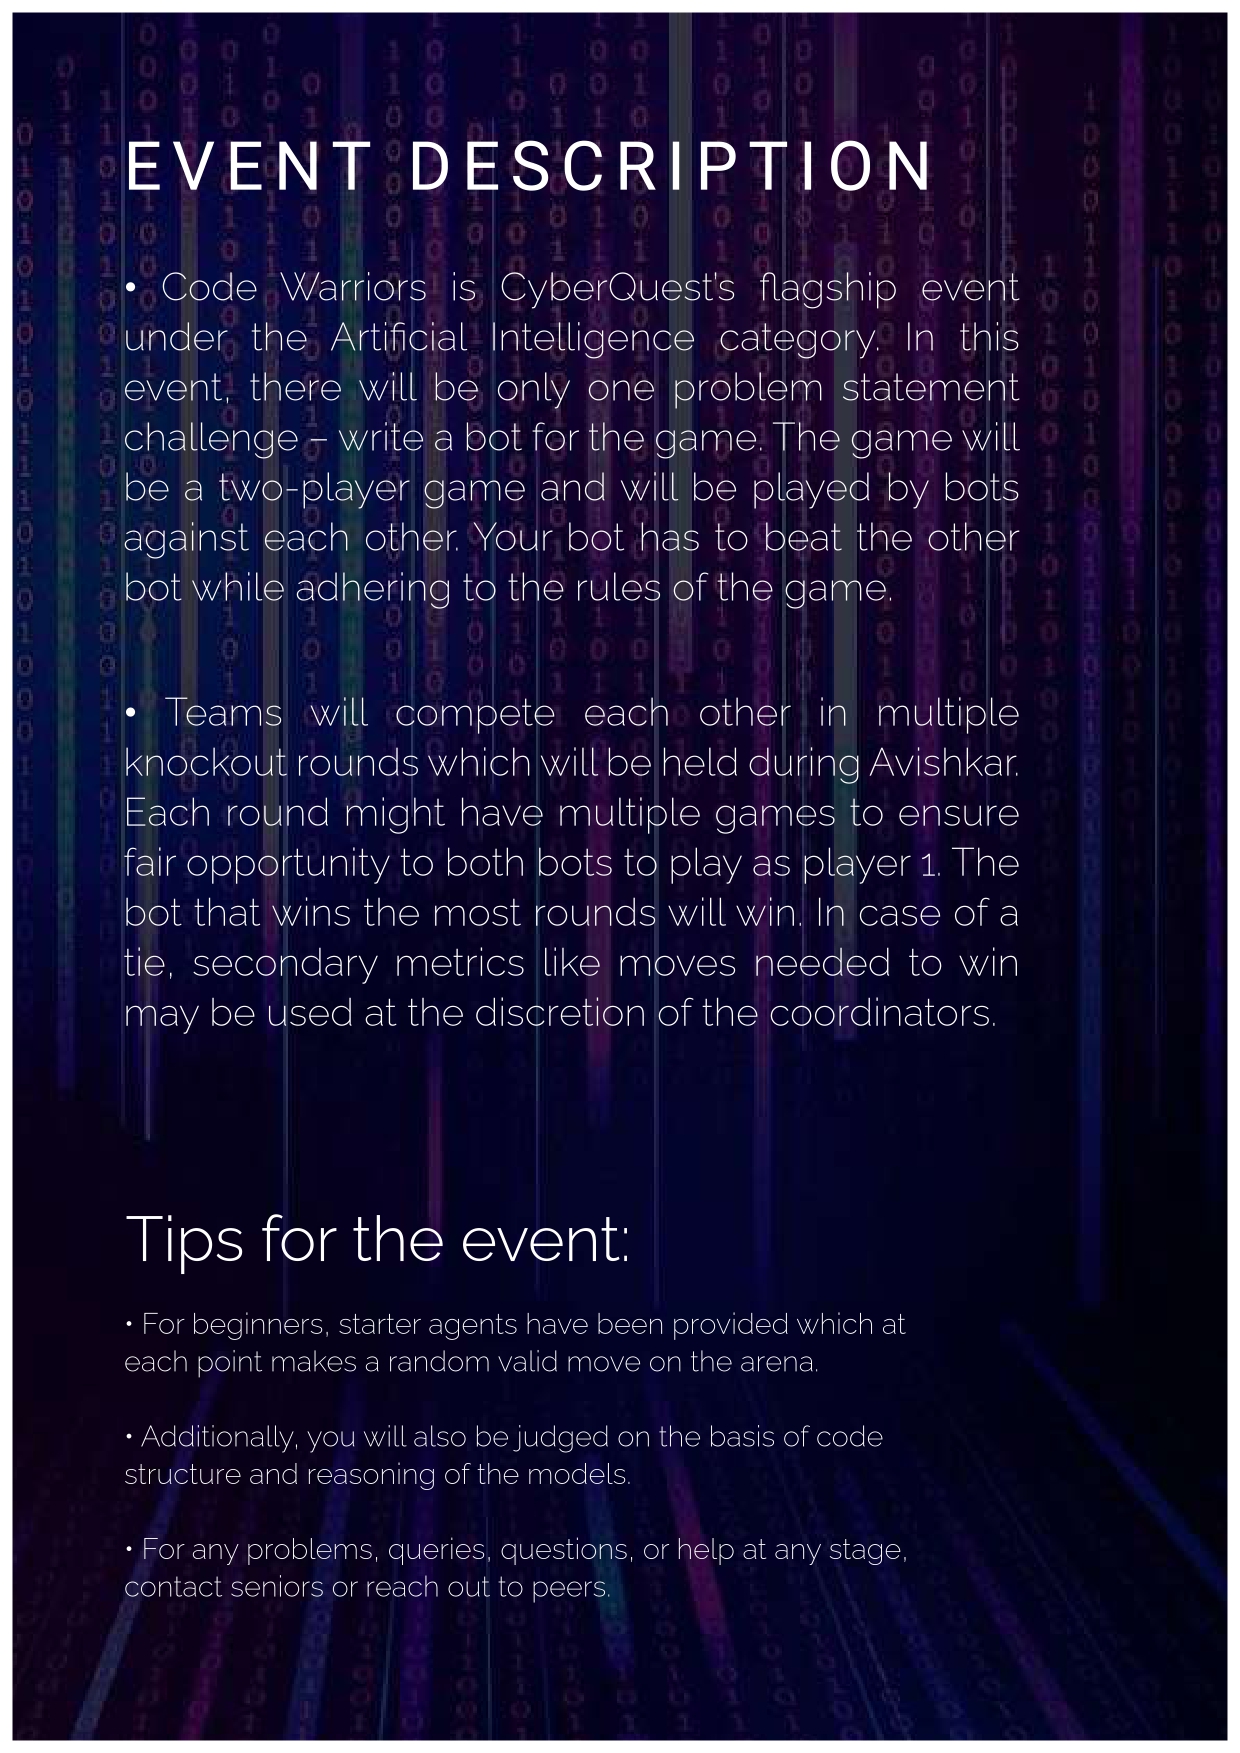 EVENT DESCRIPTION
• Code Warriors is CyberQuest's flagship event
under the Artificial Intelligence category. In this
event, there will be only one problem statement
challenge – write a bot for the game. The game will
be a two-player game and will be played by bots
against each other. Your bot has to beat the other
bot while adhering to the rules of the game.
• Teams will compete each other in multiple
knockout rounds which will be held during Avishkar.
Each round might have multiple games to ensure
fair opportunity to both bots to play as player 1. The
bot that wins the most rounds will win. In case of a
tie, secondary metrics like moves needed to win
may be used at the discretion of the coordinators.
Tips for the event:
• For beginners, starter agents have been provided which at
each point makes a random valid move on the arena.
• Additionally, you will also be judged on the basis of code
structure and reasoning of the models.
• For any problems, queries, questions, or help at any stage,
contact seniors or reach out to peers.